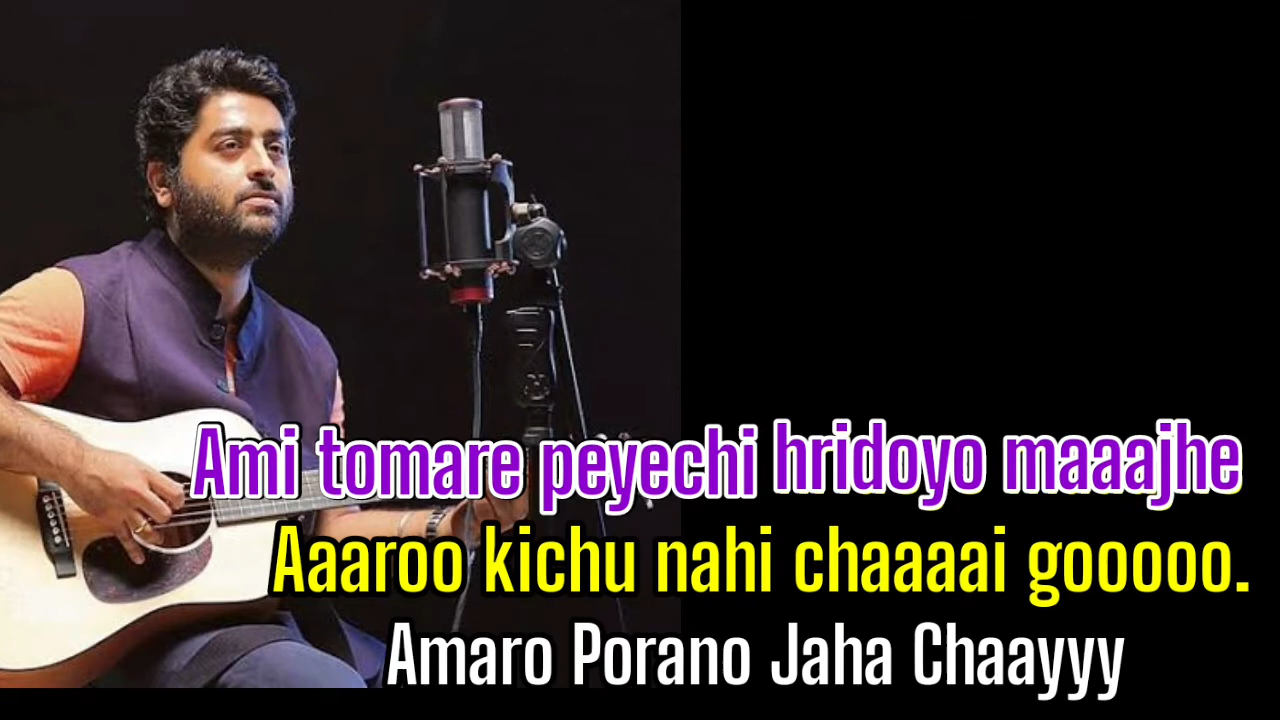 Ami tomare peyechi hridoyo maaajhe
Aaaroo kichu nahi chaaaai gooooo.
Amaro Porano Jaha Chaayyy